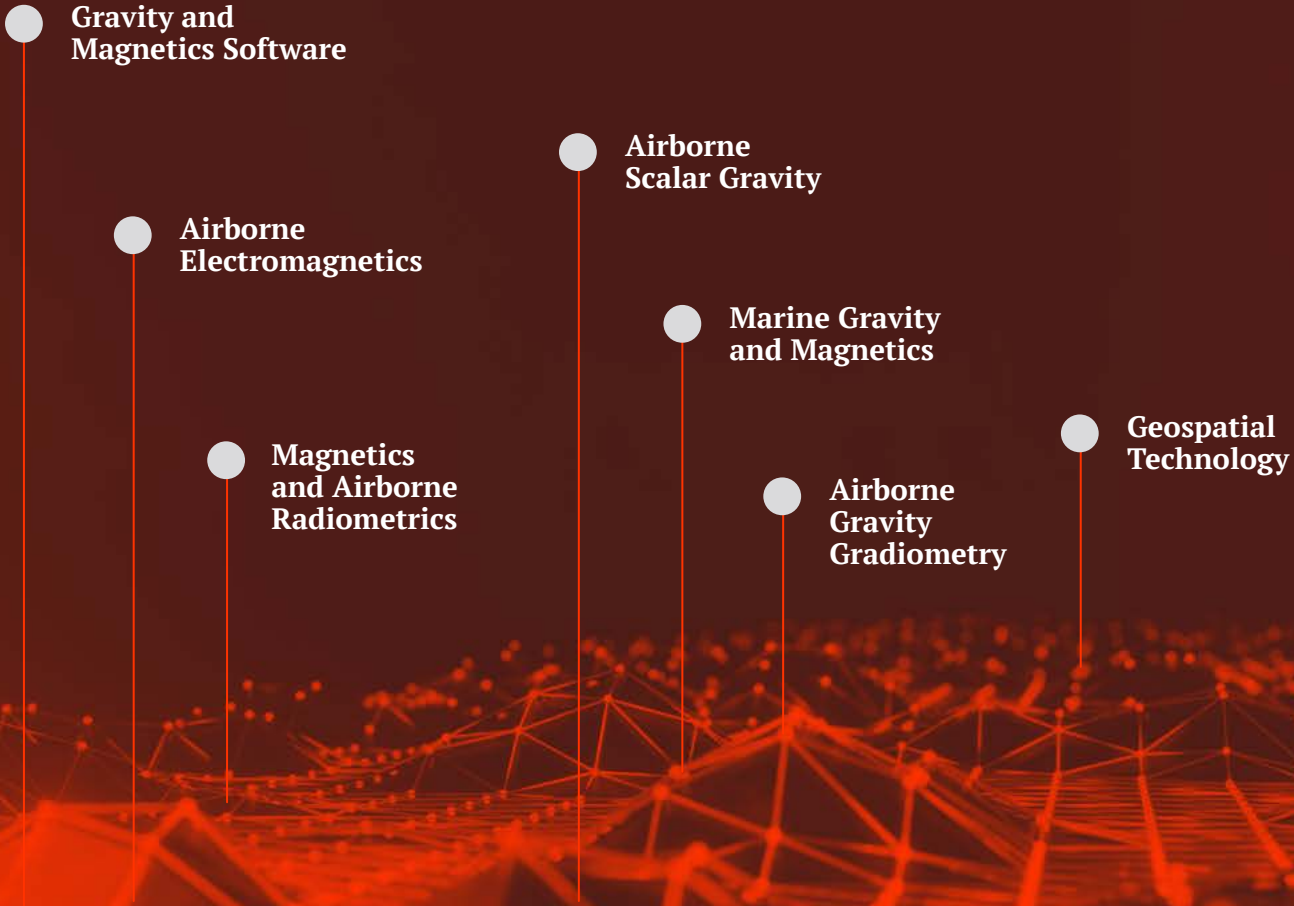 Gravity and
Magnetics Software
Airborne
Electromagnetics
Magnetics
and Airborne
Radiometrics
Airborne
Scalar Gravity
Marine Gravity
and Magnetics
Airborne
Gravity
Gradiometry
Geospatial
Technology